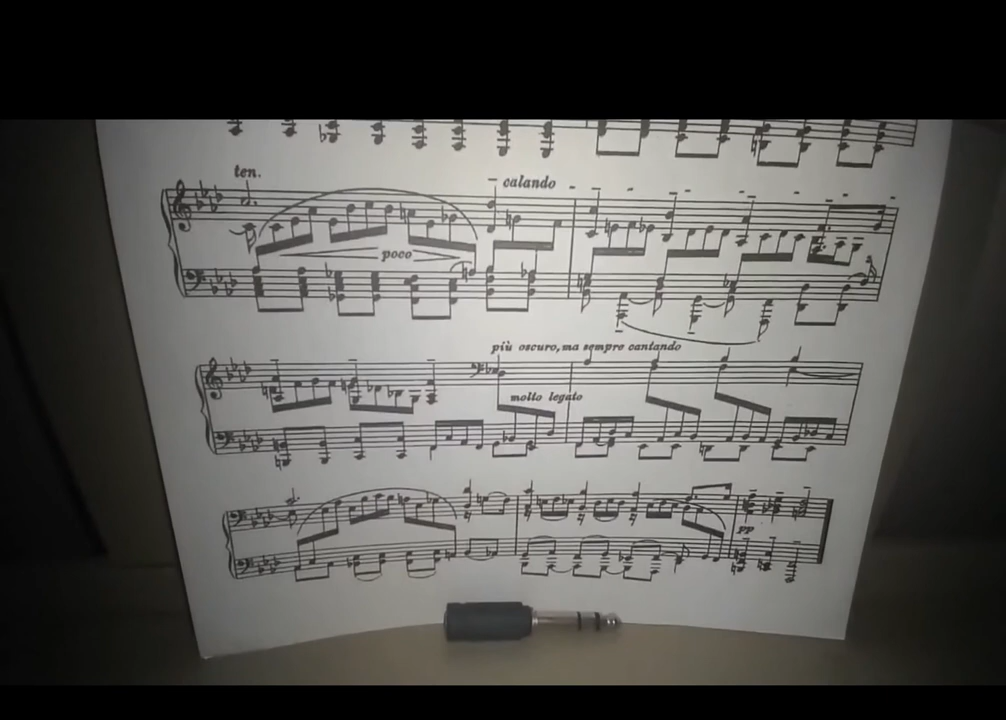 ten.
calando
poco
più oscuro, ma sempre cantando
molto legato
pp